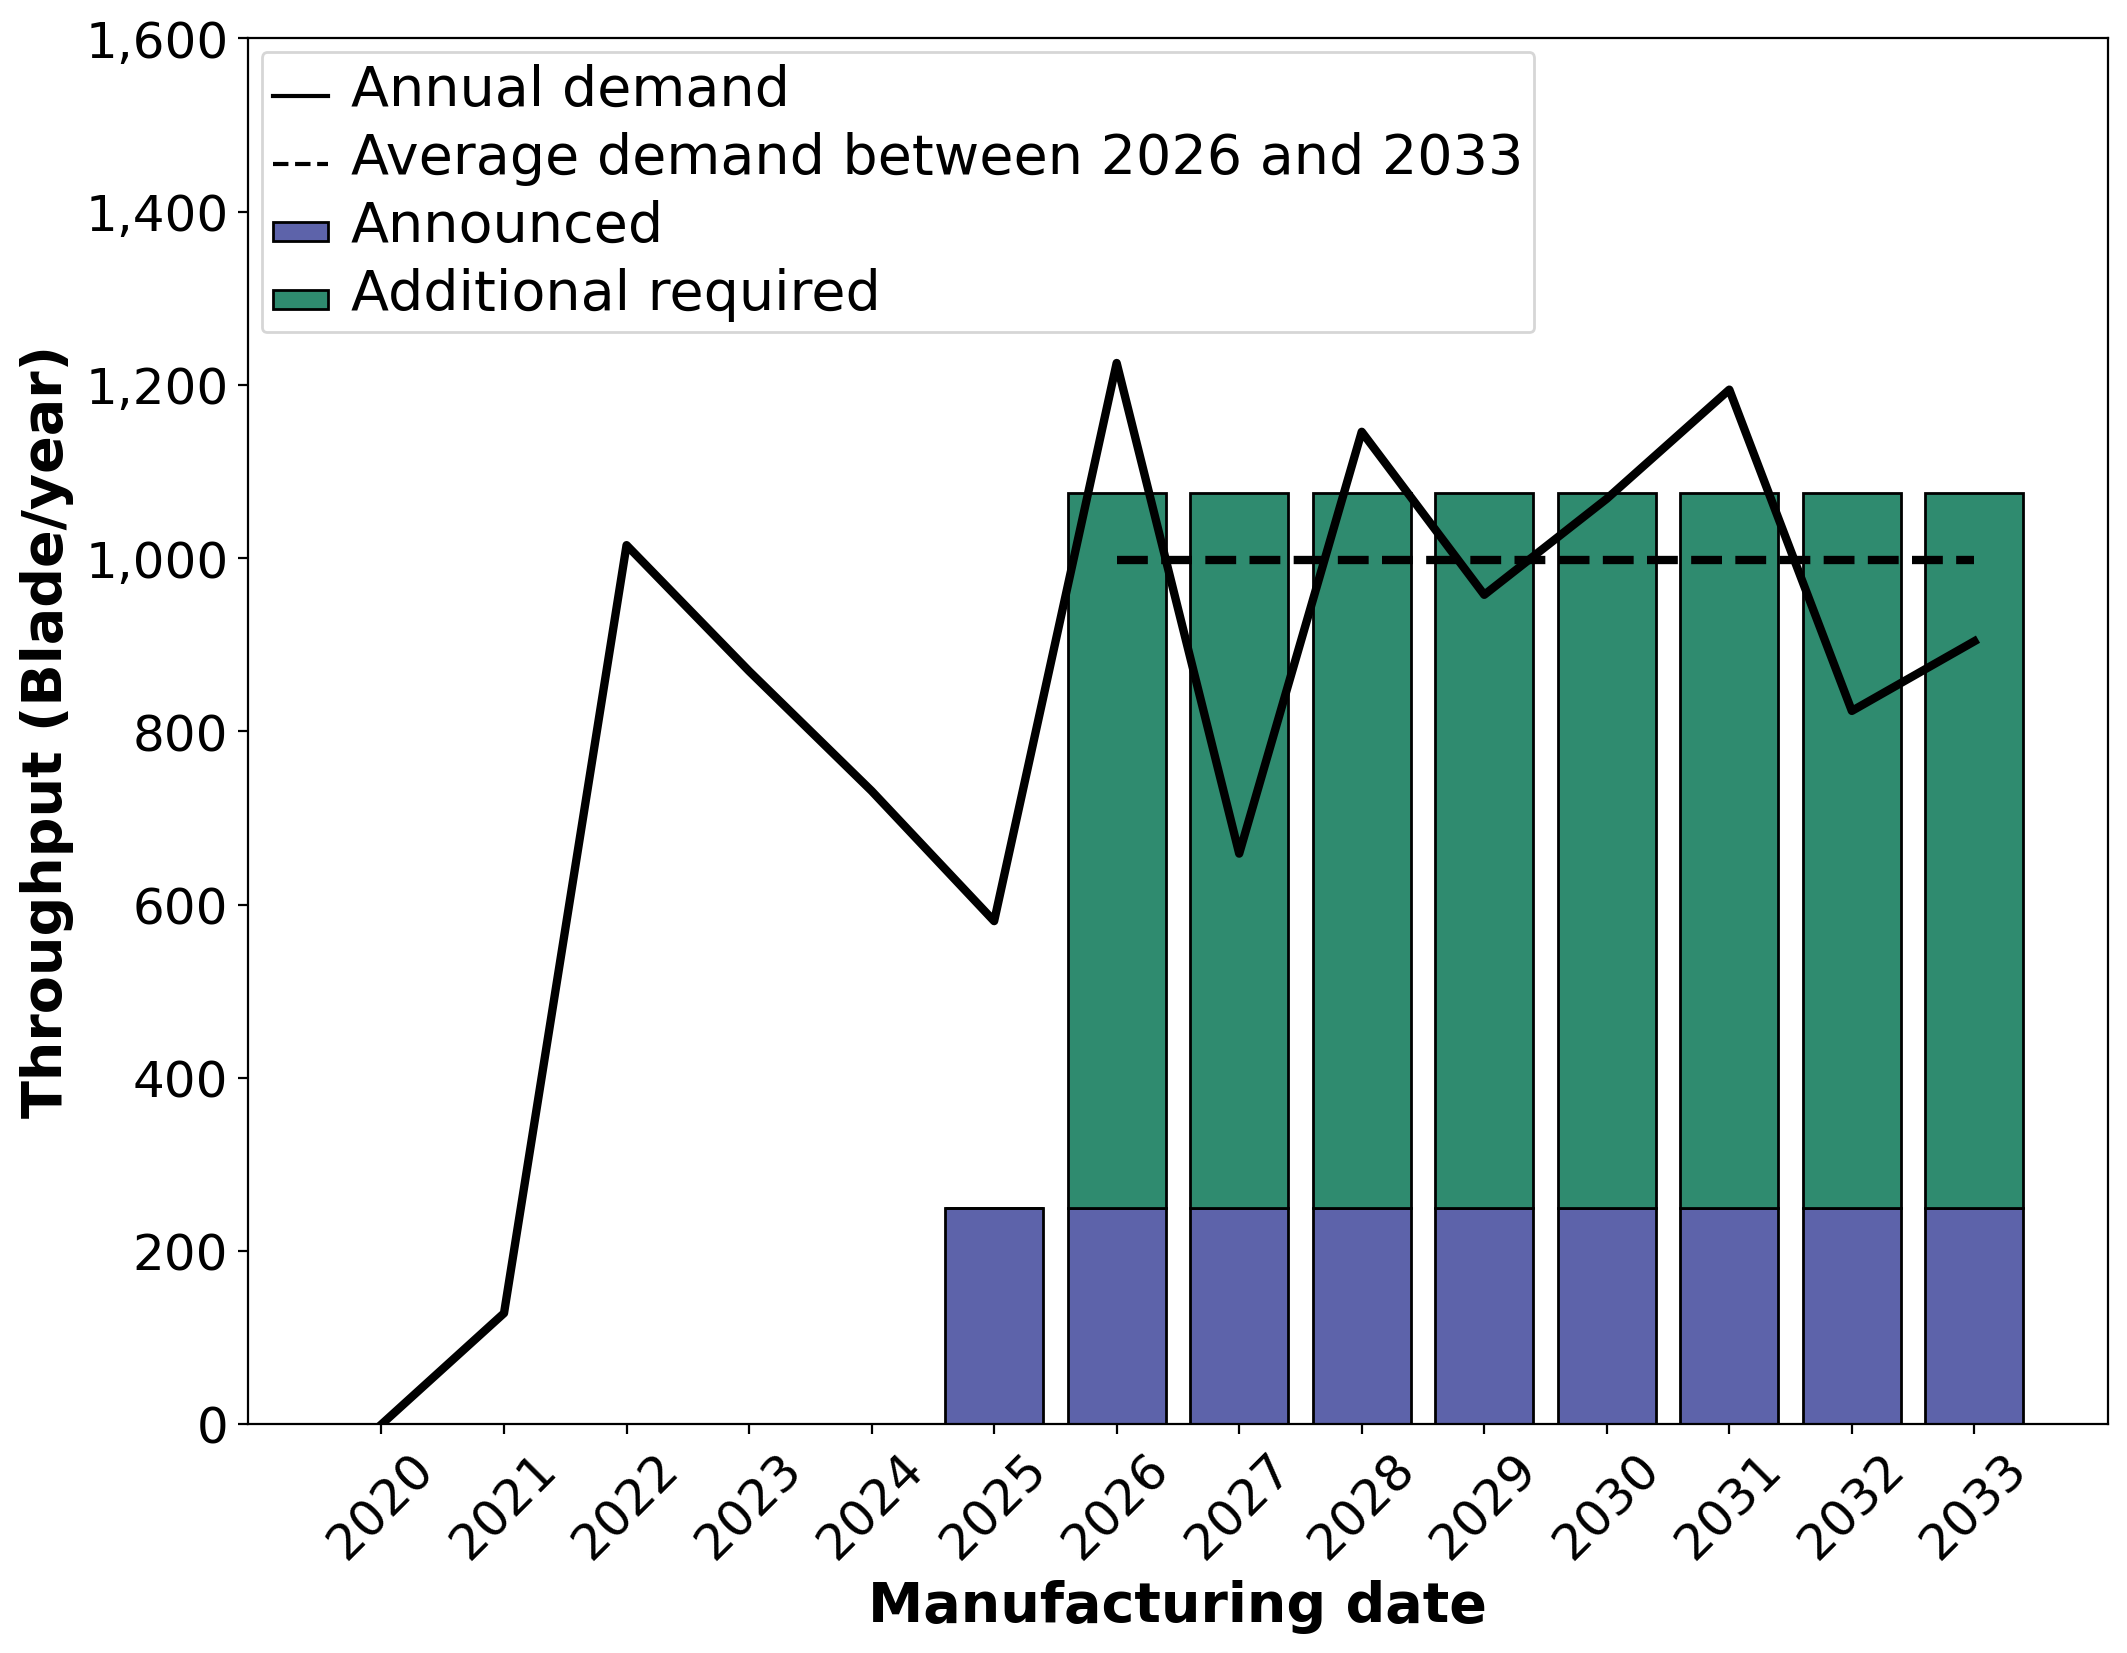 Annual demand
Average demand between 2026 and 2033
Announced
Additional required
Throughput (Blade/year)
1,600
1,400
1,200
1,000
800
600
400
200
0
2020 2021 2022 2023 2024 2025 2026 2027 2028 2029 2030 2031 2032 2033
Manufacturing date